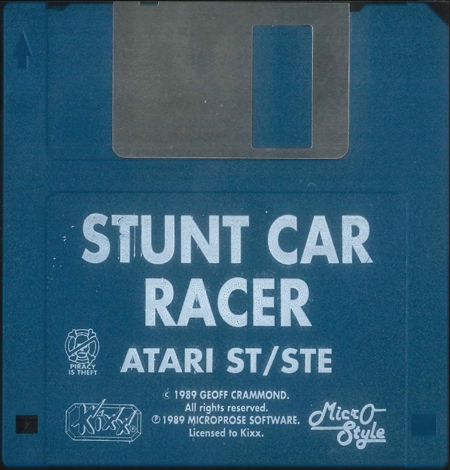 STUNT CAR
RACER
ATARI ST/STE
PIRACY
IS THEFT
© 1989 GEOFF CRAMMOND.
All rights reserved.
℗ 1989 MICROPROSE SOFTWARE.
Licensed to Kixx.
Kixx
MicrO
Style